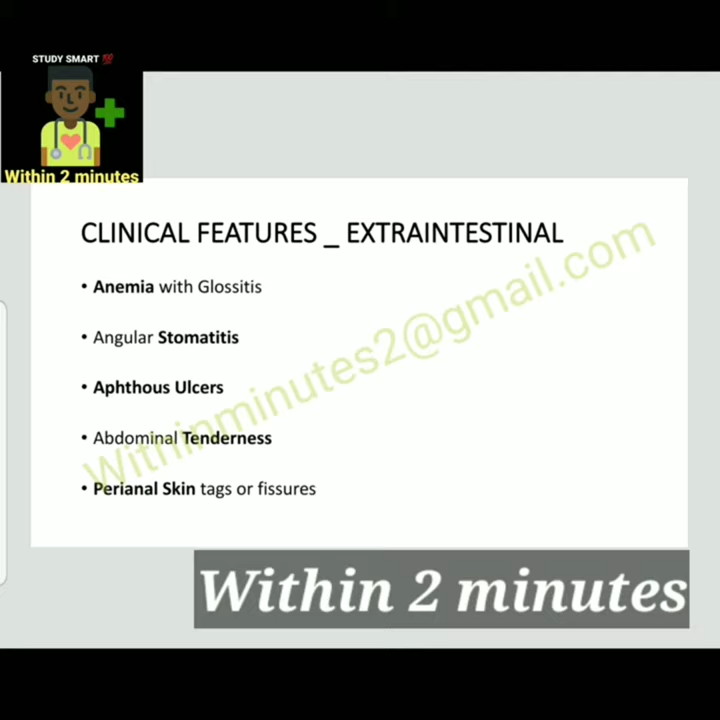 STUDY SMART 💯
Within 2 minutes
CLINICAL FEATURES _ EXTRAINTESTINAL
• Anemia with Glossitis
• Angular Stomatitis
• Aphthous Ulcers
• Abdominal Tenderness
• Perianal Skin tags or fissures
Withinminutes2@gmail.com
Within 2 minutes